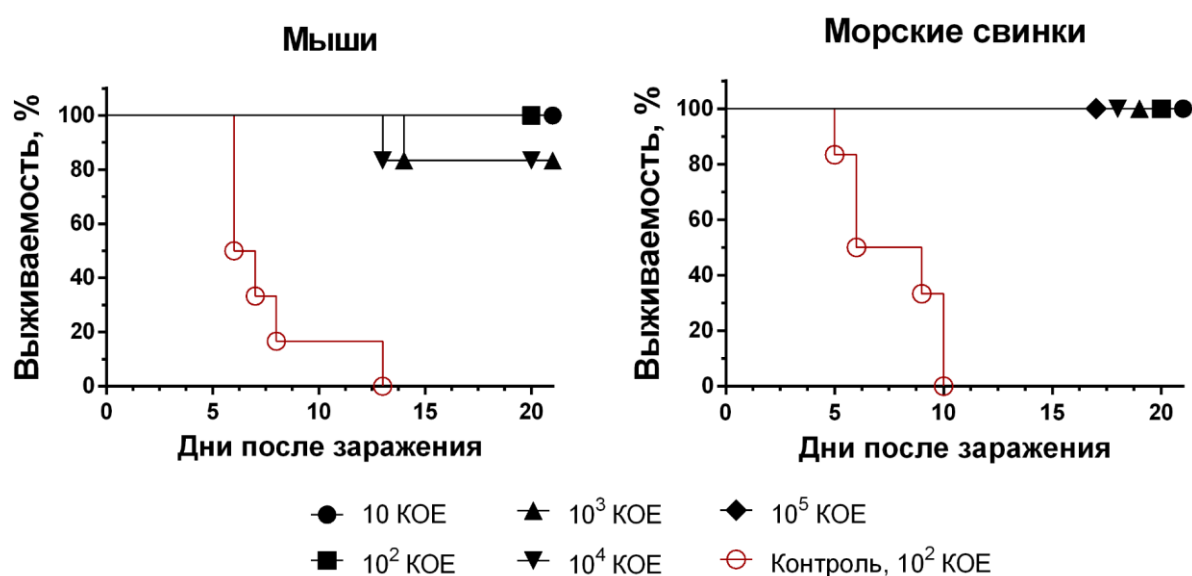 Мыши
Морские свинки
Выживаемость, %
100
80
60
40
20
0
0 5 10 15 20
Дни после заражения
Выживаемость, %
100
80
60
40
20
0
0 5 10 15 20
Дни после заражения
10 КОЕ
10³ КОЕ
10⁵ КОЕ
10² КОЕ
10⁴ КОЕ
Контроль, 10² КОЕ